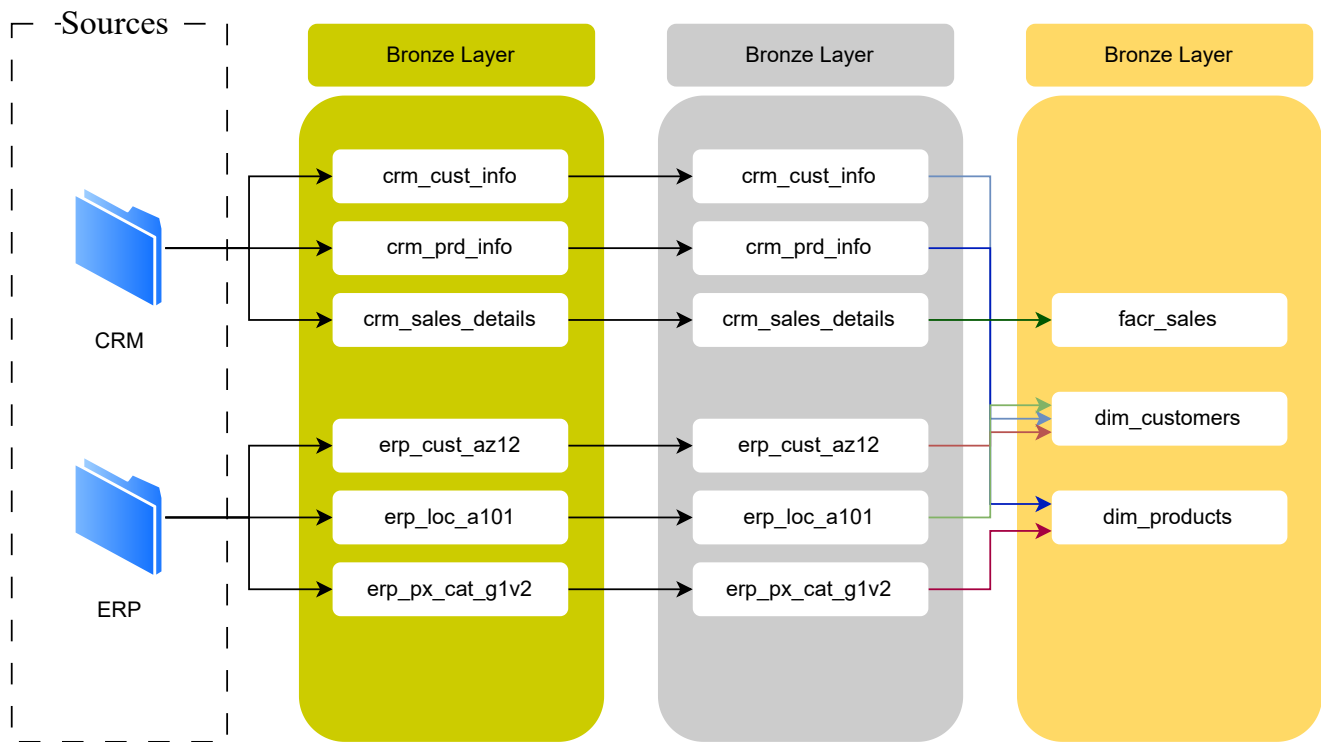 Sources
Bronze Layer
Bronze Layer
Bronze Layer
crm_cust_info
crm_cust_info
crm_prd_info
crm_prd_info
crm_sales_details
crm_sales_details
facr_sales
CRM
dim_customers
erp_cust_az12
erp_cust_az12
erp_loc_a101
erp_loc_a101
dim_products
erp_px_cat_g1v2
erp_px_cat_g1v2
ERP